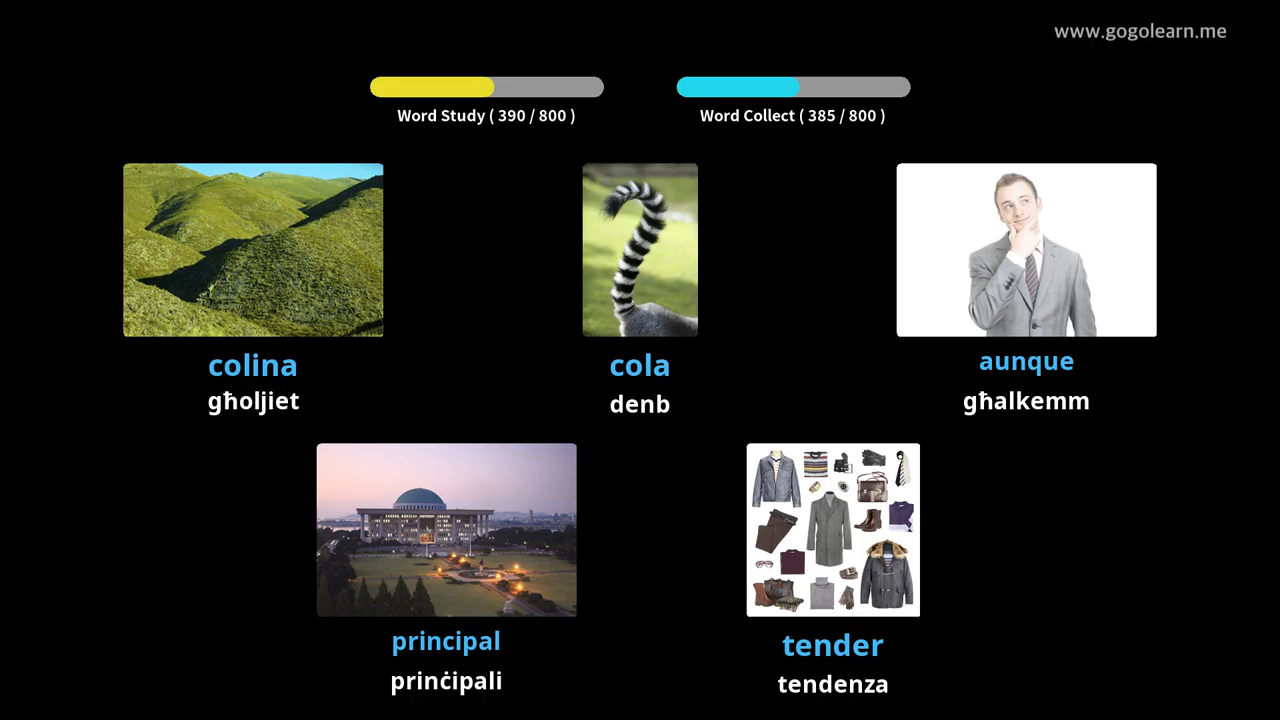 www.gogolearn.me
Word Study ( 390 / 800 )
Word Collect ( 385 / 800 )
colina
għoljiet
cola
denb
aunque
għalkemm
principal
prinċipali
tender
tendenza